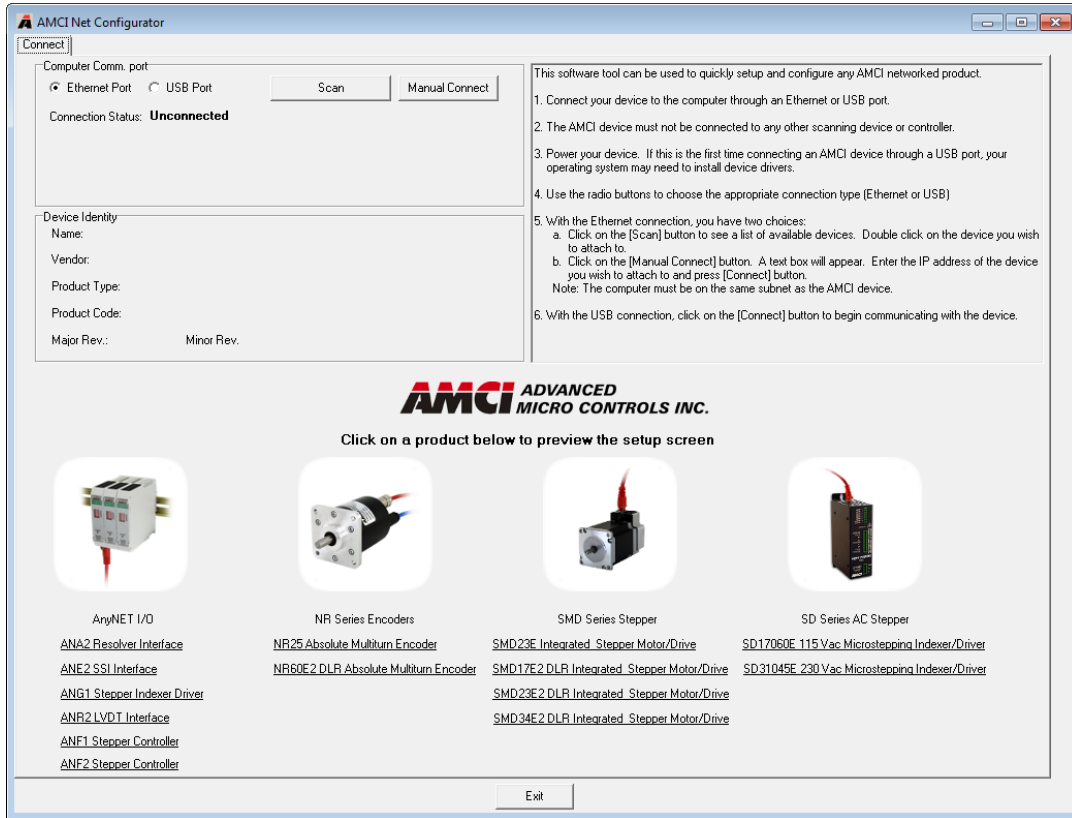 AMCI Net Configurator
Connect
Computer Comm. port
Ethernet Port
USB Port
Scan
Manual Connect
Connection Status: Unconnected
Device Identity
Name:
Vendor:
Product Type:
Product Code:
Major Rev.:
Minor Rev.
This software tool can be used to quickly setup and configure any AMCI networked product.
1. Connect your device to the computer through an Ethernet or USB port.
2. The AMCI device must not be connected to any other scanning device or controller.
3. Power your device. If this is the first time connecting an AMCI device through a USB port, your
operating system may need to install device drivers.
4. Use the radio buttons to choose the appropriate connection type (Ethernet or USB)
5. With the Ethernet connection, you have two choices:
a. Click on the [Scan] button to see a list of available devices. Double click on the device you wish
to attach to.
b. Click on the [Manual Connect] button. A text box will appear. Enter the IP address of the device
you wish to attach to and press [Connect] button.
Note: The computer must be on the same subnet as the AMCI device.
6. With the USB connection, click on the [Connect] button to begin communicating with the device.
AMCI ADVANCED
MICRO CONTROLS INC.
Click on a product below to preview the setup screen
AnyNET I/O
ANA2 Resolver Interface
ANE2 SSI Interface
ANG1 Stepper Indexer Driver
ANR2 LVDT Interface
ANF1 Stepper Controller
ANF2 Stepper Controller
NR Series Encoders
NR25 Absolute Multiturn Encoder
NR60E2 DLR Absolute Multiturn Encoder
SMD Series Stepper
SMD23E Integrated Stepper Motor/Drive
SMD17E2 DLR Integrated Stepper Motor/Drive
SMD23E2 DLR Integrated Stepper Motor/Drive
SMD34E2 DLR Integrated Stepper Motor/Drive
AMCI
SD Series AC Stepper
SD17060E 115 Vac Microstepping Indexer/Driver
SD31045E 230 Vac Microstepping Indexer/Driver
Exit